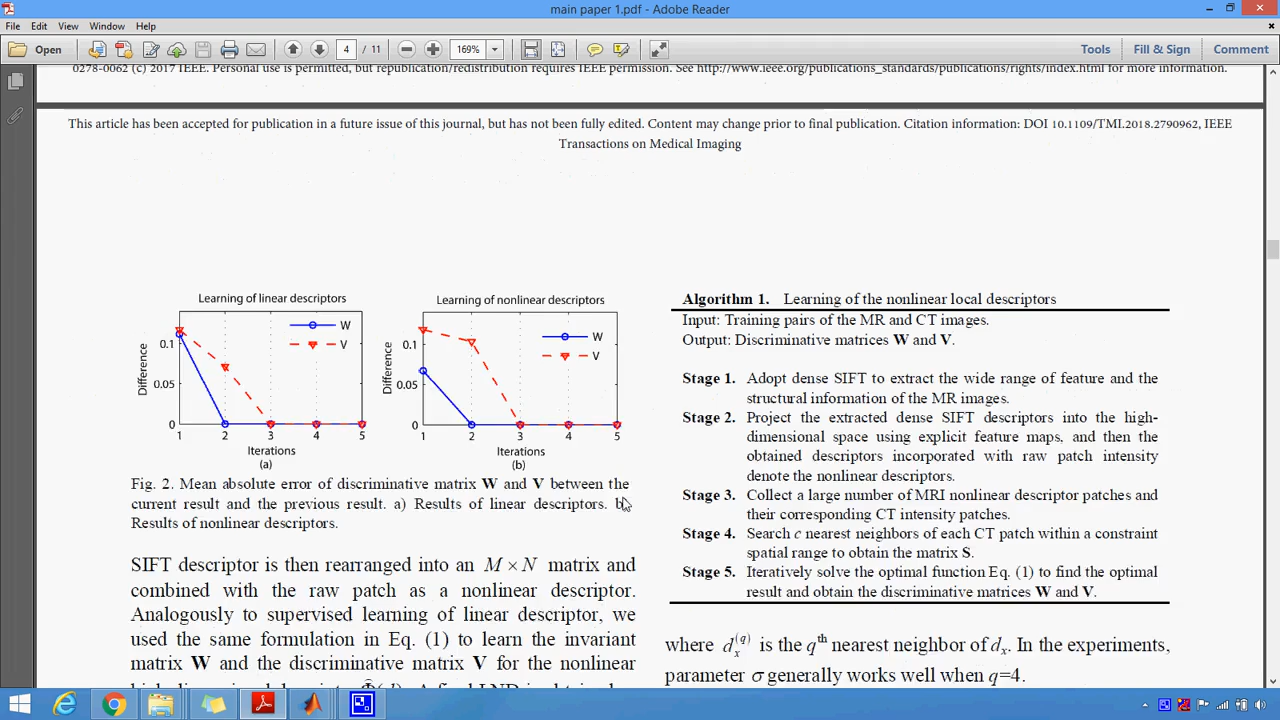 main paper 1.pdf - Adobe Reader
File Edit View Window Help
Open 4 / 11 169% Tools Fill & Sign Comment
0278-0062 (c) 2017 IEEE. Personal use is permitted, but republication/redistribution requires IEEE permission. See http://www.ieee.org/publications_standards/publications/rights/index.html for more information.
This article has been accepted for publication in a future issue of this journal, but has not been fully edited. Content may change prior to final publication. Citation information: DOI 10.1109/TMI.2018.2790962, IEEE
Transactions on Medical Imaging
Learning of linear descriptors
W
V
Difference
0.1
0.05
0
1 2 3 4 5
Iterations
(a)
Learning of nonlinear descriptors
W
V
Difference
0.1
0.05
0
1 2 3 4 5
Iterations
(b)
Fig. 2. Mean absolute error of discriminative matrix W and V between the
current result and the previous result. a) Results of linear descriptors. b)
Results of nonlinear descriptors.
SIFT descriptor is then rearranged into an M × N matrix and
combined with the raw patch as a nonlinear descriptor.
Analogously to supervised learning of linear descriptor, we
used the same formulation in Eq. (1) to learn the invariant
matrix W and the discriminative matrix V for the nonlinear
Algorithm 1. Learning of the nonlinear local descriptors
Input: Training pairs of the MR and CT images.
Output: Discriminative matrices W and V.
Stage 1. Adopt dense SIFT to extract the wide range of feature and the
structural information of the MR images.
Stage 2. Project the extracted dense SIFT descriptors into the high-
dimensional space using explicit feature maps, and then the
obtained descriptors incorporated with raw patch intensity
denote the nonlinear descriptors.
Stage 3. Collect a large number of MRI nonlinear descriptor patches and
their corresponding CT intensity patches.
Stage 4. Search c nearest neighbors of each CT patch within a constraint
spatial range to obtain the matrix S.
Stage 5. Iteratively solve the optimal function Eq. (1) to find the optimal
result and obtain the discriminative matrices W and V.
where d_x^(q) is the q^th nearest neighbor of d_x. In the experiments,
parameter σ generally works well when q=4.